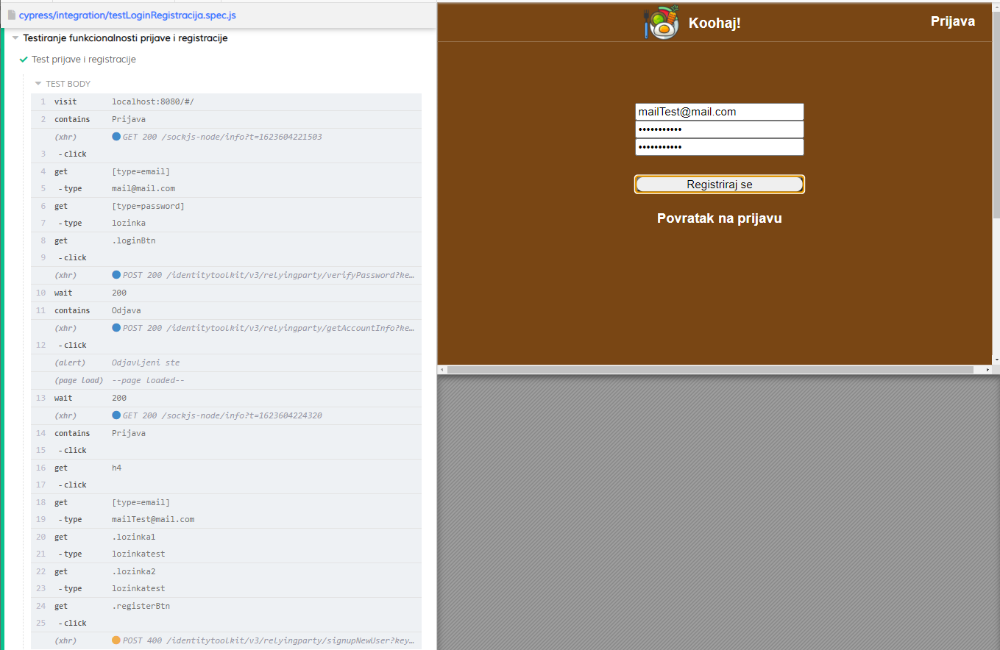 cypress/integration/testLoginRegistracija.spec.js
Testiranje funkcionalnosti prijave i registracije
Test prijave i registracije
TEST BODY
1 visit localhost:8080/#/
2 contains Prijava
(xhr) GET 200 /sockjs-node/info?t=1623604221503
3 -click
4 get [type=email]
5 -type mail@mail.com
6 get [type=password]
7 -type lozinka
8 get .loginBtn
9 -click
(xhr) POST 200 /identitytoolkit/v3/relyingparty/verifyPassword?ke…
10 wait 200
11 contains Odjava
(xhr) POST 200 /identitytoolkit/v3/relyingparty/getAccountInfo?ke…
12 -click
(alert) Odjavljeni ste
(page load) --page loaded--
13 wait 200
(xhr) GET 200 /sockjs-node/info?t=1623604224320
14 contains Prijava
15 -click
16 get h4
17 -click
18 get [type=email]
19 -type mailTest@mail.com
20 get .lozinka1
21 -type lozinkatest
22 get .lozinka2
23 -type lozinkatest
24 get .registerBtn
25 -click
(xhr) POST 400 /identitytoolkit/v3/relyingparty/signupNewUser?key…
Koohaj!
Prijava
mailTest@mail.com
•••••••••••
•••••••••••
Registriraj se
Povratak na prijavu